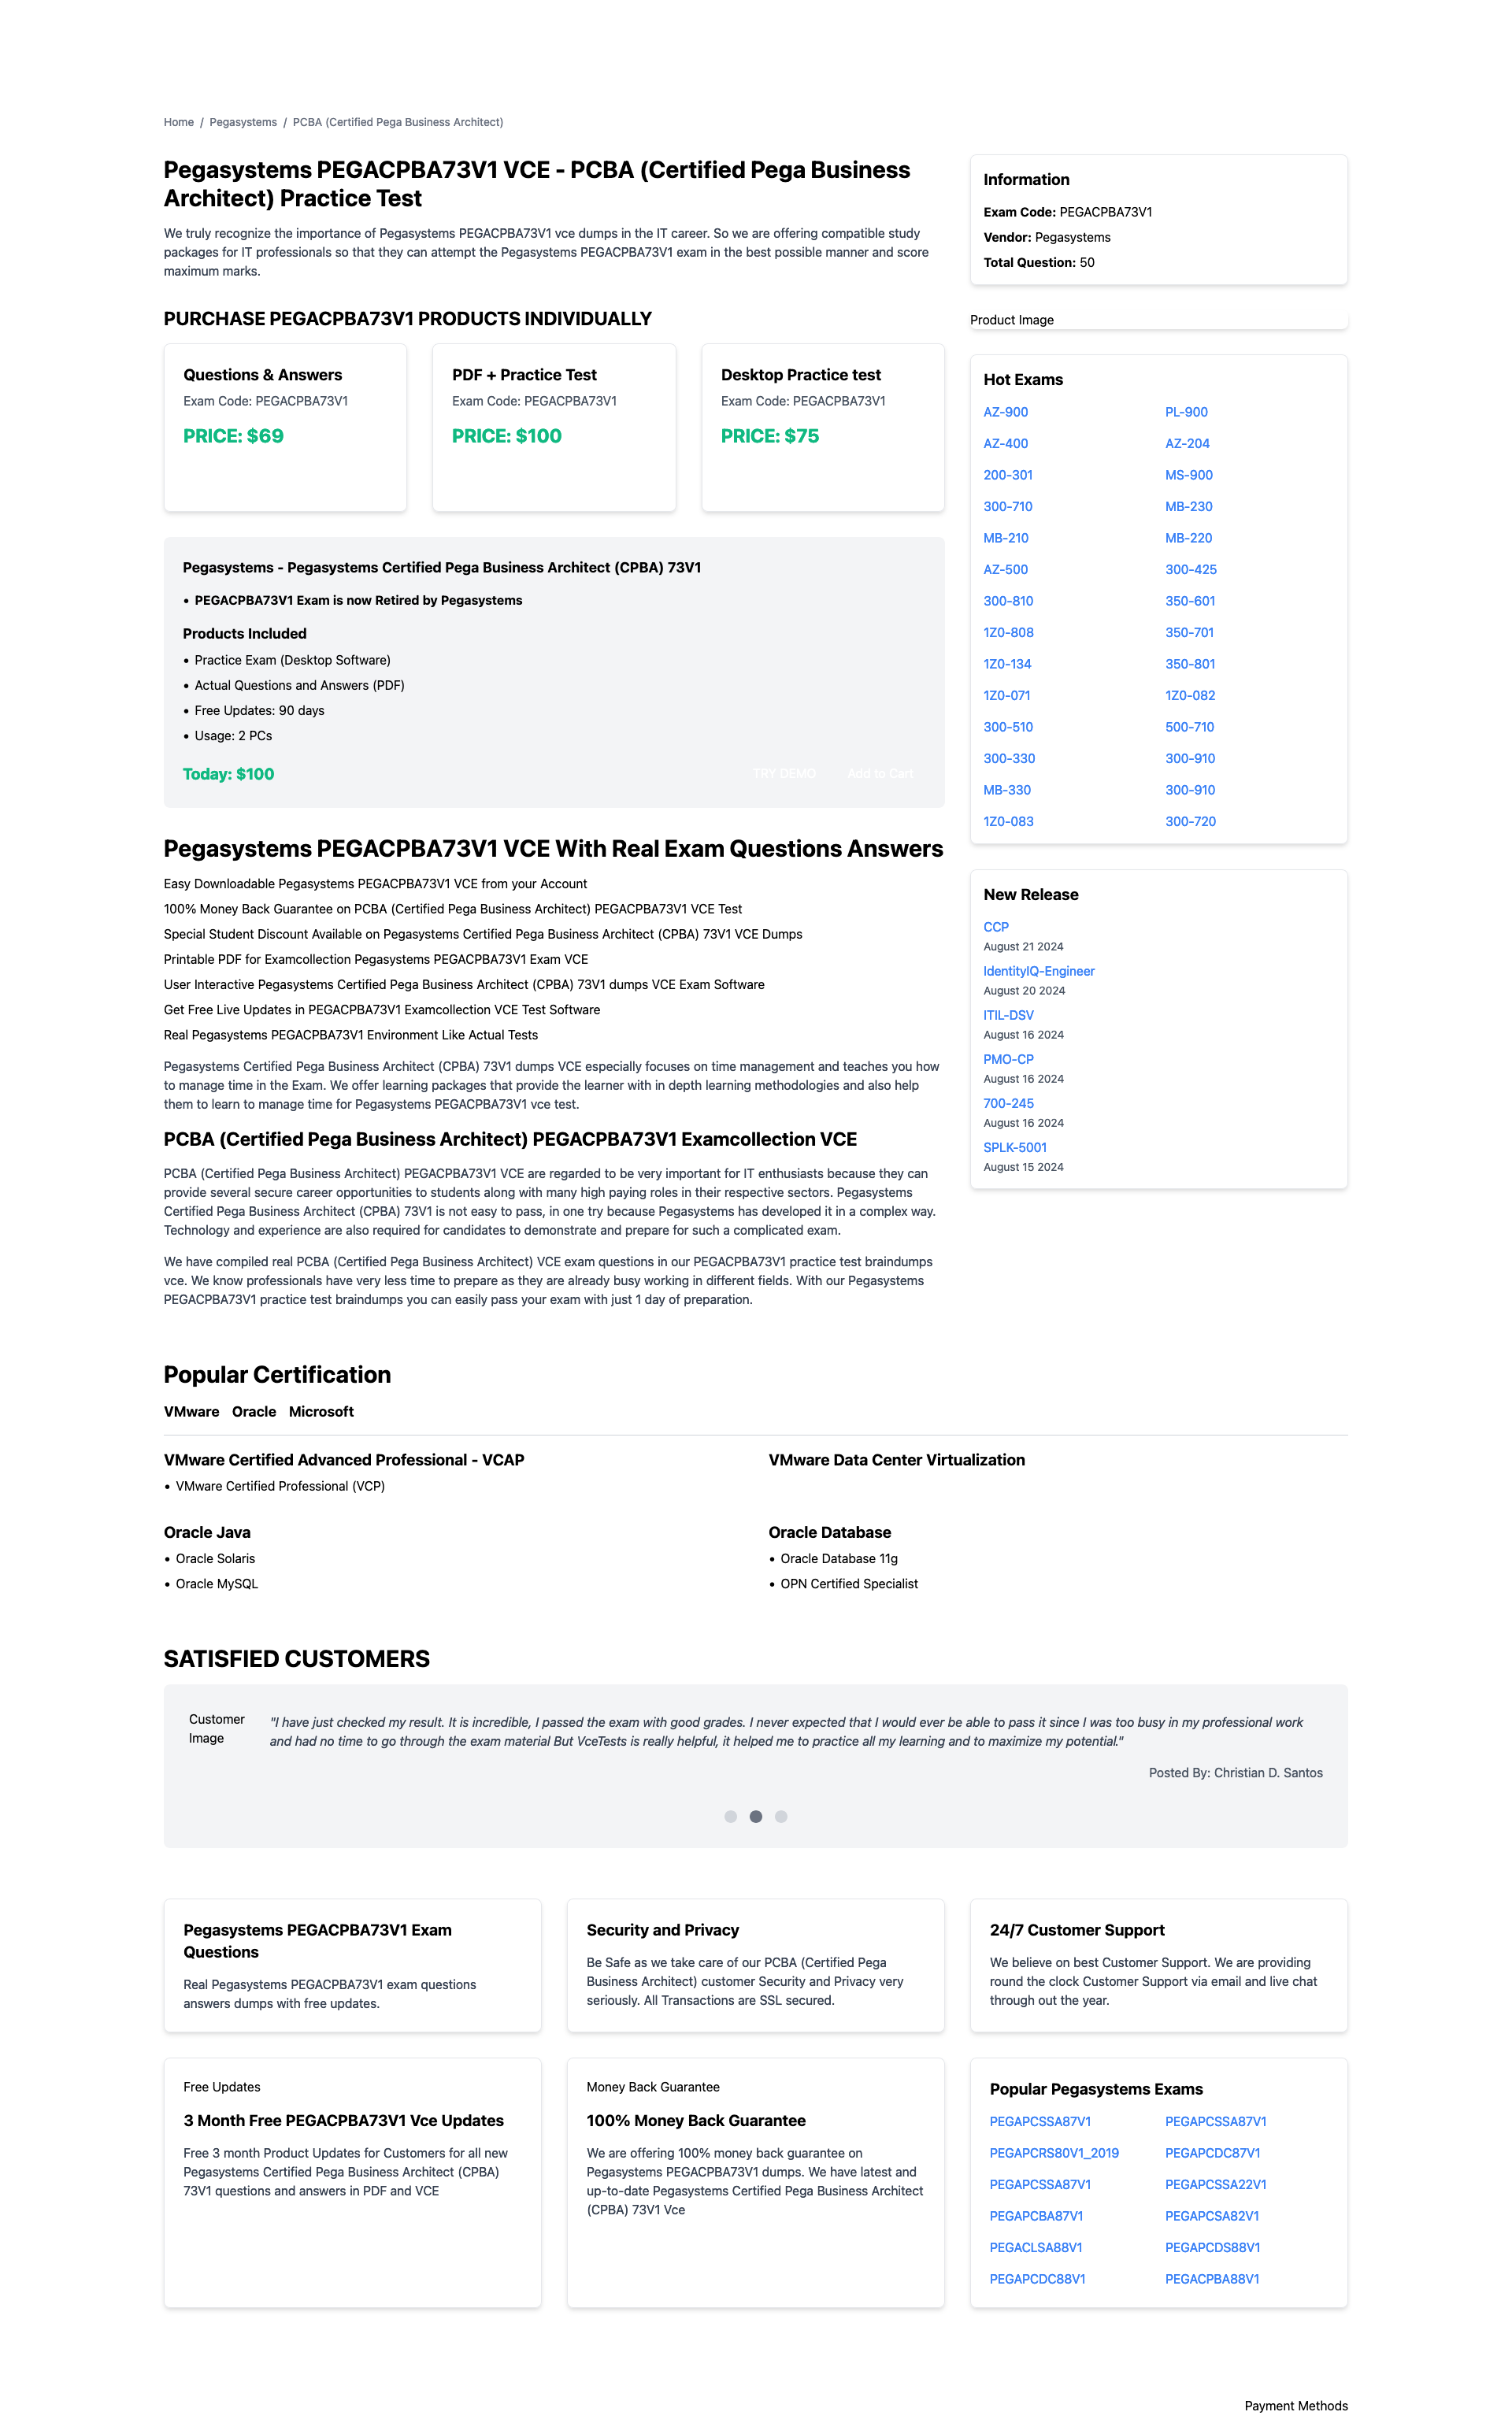 Home / Pegasystems / PCBA (Certified Pega Business Architect)
Pegasystems PEGACPBA73V1 VCE - PCBA (Certified Pega Business
Architect) Practice Test
We truly recognize the importance of Pegasystems PEGACPBA73V1 vce dumps in the IT career. So we are offering compatible study
packages for IT professionals so that they can attempt the Pegasystems PEGACPBA73V1 exam in the best possible manner and score
maximum marks.
PURCHASE PEGACPBA73V1 PRODUCTS INDIVIDUALLY
Questions & Answers
Exam Code: PEGACPBA73V1
PRICE: $69
PDF + Practice Test
Exam Code: PEGACPBA73V1
PRICE: $100
Desktop Practice test
Exam Code: PEGACPBA73V1
PRICE: $75
Pegasystems - Pegasystems Certified Pega Business Architect (CPBA) 73V1
• PEGACPBA73V1 Exam is now Retired by Pegasystems
Products Included
• Practice Exam (Desktop Software)
• Actual Questions and Answers (PDF)
• Free Updates: 90 days
• Usage: 2 PCs
Today: $100
TRY DEMO
Add to Cart
Pegasystems PEGACPBA73V1 VCE With Real Exam Questions Answers
Easy Downloadable Pegasystems PEGACPBA73V1 VCE from your Account
100% Money Back Guarantee on PCBA (Certified Pega Business Architect) PEGACPBA73V1 VCE Test
Special Student Discount Available on Pegasystems Certified Pega Business Architect (CPBA) 73V1 VCE Dumps
Printable PDF for Examcollection Pegasystems PEGACPBA73V1 Exam VCE
User Interactive Pegasystems Certified Pega Business Architect (CPBA) 73V1 dumps VCE Exam Software
Get Free Live Updates in PEGACPBA73V1 Examcollection VCE Test Software
Real Pegasystems PEGACPBA73V1 Environment Like Actual Tests
Pegasystems Certified Pega Business Architect (CPBA) 73V1 dumps VCE especially focuses on time management and teaches you how
to manage time in the Exam. We offer learning packages that provide the learner with in depth learning methodologies and also help
them to learn to manage time for Pegasystems PEGACPBA73V1 vce test.
PCBA (Certified Pega Business Architect) PEGACPBA73V1 Examcollection VCE
PCBA (Certified Pega Business Architect) PEGACPBA73V1 VCE are regarded to be very important for IT enthusiasts because they can
provide several secure career opportunities to students along with many high paying roles in their respective sectors. Pegasystems
Certified Pega Business Architect (CPBA) 73V1 is not easy to pass, in one try because Pegasystems has developed it in a complex way.
Technology and experience are also required for candidates to demonstrate and prepare for such a complicated exam.
We have compiled real PCBA (Certified Pega Business Architect) VCE exam questions in our PEGACPBA73V1 practice test braindumps
vce. We know professionals have very less time to prepare as they are already busy working in different fields. With our Pegasystems
PEGACPBA73V1 practice test braindumps you can easily pass your exam with just 1 day of preparation.
Information
Exam Code: PEGACPBA73V1
Vendor: Pegasystems
Total Question: 50
Product Image
Hot Exams
AZ-900 PL-900
AZ-400 AZ-204
200-301 MS-900
300-710 MB-230
MB-210 MB-220
AZ-500 300-425
300-810 350-601
1Z0-808 350-701
1Z0-134 350-801
1Z0-071 1Z0-082
300-510 500-710
300-330 300-910
MB-330 300-910
1Z0-083 300-720
New Release
CCP
August 21 2024
IdentityIQ-Engineer
August 20 2024
ITIL-DSV
August 16 2024
PMO-CP
August 16 2024
700-245
August 16 2024
SPLK-5001
August 15 2024
Popular Certification
VMware Oracle Microsoft
VMware Certified Advanced Professional - VCAP
• VMware Certified Professional (VCP)
VMware Data Center Virtualization
Oracle Java
• Oracle Solaris
• Oracle MySQL
Oracle Database
• Oracle Database 11g
• OPN Certified Specialist
SATISFIED CUSTOMERS
Customer
Image
"I have just checked my result. It is incredible, I passed the exam with good grades. I never expected that I would ever be able to pass it since I was too busy in my professional work
and had no time to go through the exam material But VceTests is really helpful, it helped me to practice all my learning and to maximize my potential."
Posted By: Christian D. Santos
Pegasystems PEGACPBA73V1 Exam
Questions
Real Pegasystems PEGACPBA73V1 exam questions
answers dumps with free updates.
Security and Privacy
Be Safe as we take care of our PCBA (Certified Pega
Business Architect) customer Security and Privacy very
seriously. All Transactions are SSL secured.
24/7 Customer Support
We believe on best Customer Support. We are providing
round the clock Customer Support via email and live chat
through out the year.
Free Updates
3 Month Free PEGACPBA73V1 Vce Updates
Free 3 month Product Updates for Customers for all new
Pegasystems Certified Pega Business Architect (CPBA)
73V1 questions and answers in PDF and VCE
Money Back Guarantee
100% Money Back Guarantee
We are offering 100% money back guarantee on
Pegasystems PEGACPBA73V1 dumps. We have latest and
up-to-date Pegasystems Certified Pega Business Architect
(CPBA) 73V1 Vce
Popular Pegasystems Exams
PEGAPCSSA87V1 PEGAPCSSA87V1
PEGAPCRS80V1_2019 PEGAPCDC87V1
PEGAPCSSA87V1 PEGAPCSSA22V1
PEGAPCBA87V1 PEGAPCSA82V1
PEGACLSA88V1 PEGAPCDS88V1
PEGAPCDC88V1 PEGACPBA88V1
Payment Methods